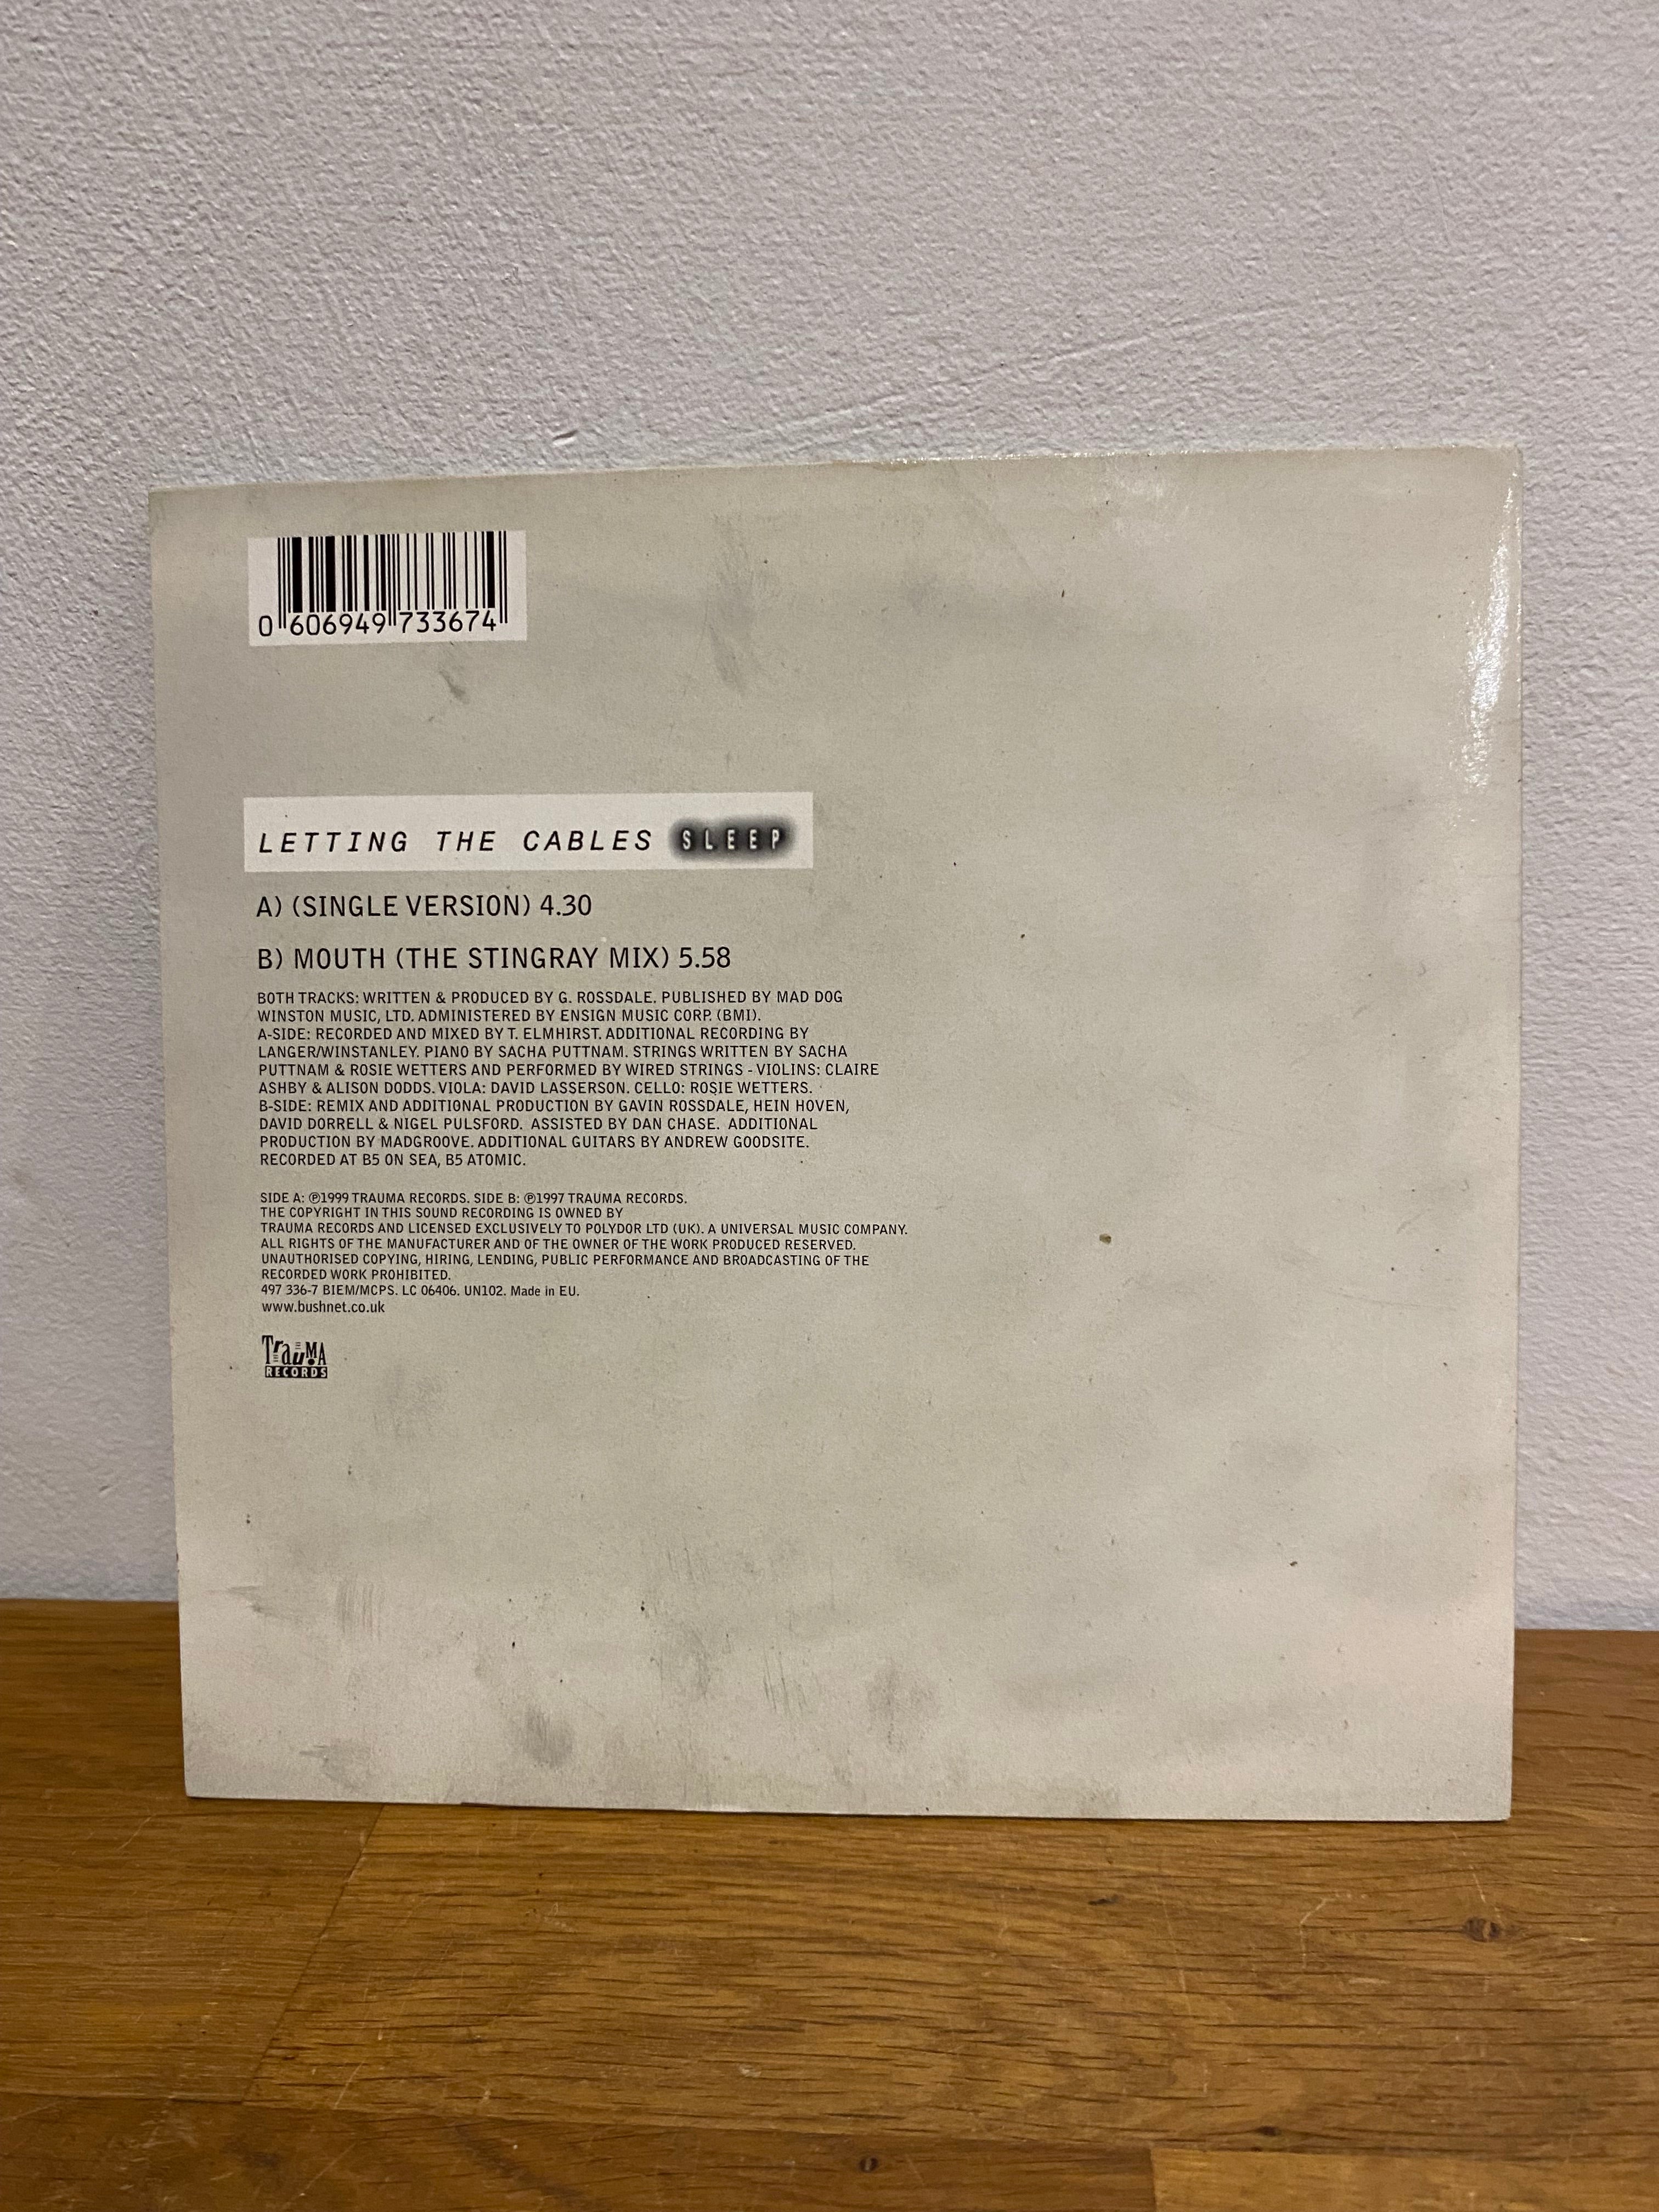 0 606949 733674
LETTING THE CABLES SLEEP
A) (SINGLE VERSION) 4.30
B) MOUTH (THE STINGRAY MIX) 5.58
BOTH TRACKS: WRITTEN & PRODUCED BY G. ROSSDALE. PUBLISHED BY MAD DOG
WINSTON MUSIC, LTD. ADMINISTERED BY ENSIGN MUSIC CORP. (BMI).
A-SIDE: RECORDED AND MIXED BY T. ELMHIRST. ADDITIONAL RECORDING BY
LANGER/WINSTANLEY. PIANO BY SACHA PUTTNAM. STRINGS WRITTEN BY SACHA
PUTTNAM & ROSIE WETTERS AND PERFORMED BY WIRED STRINGS - VIOLINS: CLAIRE
ASHBY & ALISON DODDS. VIOLA: DAVID LASSERSON. CELLO: ROSIE WETTERS.
B-SIDE: REMIX AND ADDITIONAL PRODUCTION BY GAVIN ROSSDALE, HEIN HOVEN,
DAVID DORRELL & NIGEL PULSFORD. ASSISTED BY DAN CHASE. ADDITIONAL
PRODUCTION BY MADGROOVE. ADDITIONAL GUITARS BY ANDREW GOODSITE.
RECORDED AT B5 ON SEA, B5 ATOMIC.
SIDE A: ℗1999 TRAUMA RECORDS. SIDE B: ℗1997 TRAUMA RECORDS.
THE COPYRIGHT IN THIS SOUND RECORDING IS OWNED BY
TRAUMA RECORDS AND LICENSED EXCLUSIVELY TO POLYDOR LTD (UK). A UNIVERSAL MUSIC COMPANY.
ALL RIGHTS OF THE MANUFACTURER AND OF THE OWNER OF THE WORK PRODUCED RESERVED.
UNAUTHORISED COPYING, HIRING, LENDING, PUBLIC PERFORMANCE AND BROADCASTING OF THE
RECORDED WORK PROHIBITED.
497 336-7 BIEM/MCPS. LC 06406. UN102. Made in EU.
www.bushnet.co.uk
TrauMA
RECORDS